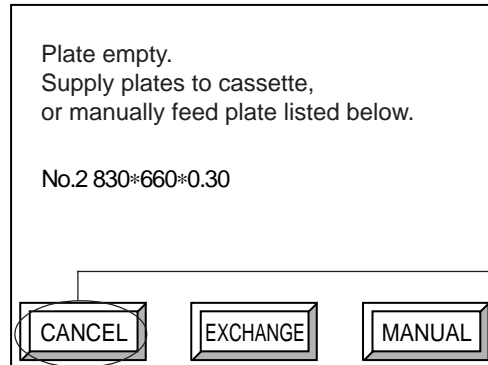 Plate empty.
Supply plates to cassette,
or manually feed plate listed below.
No.2 830*660*0.30
CANCEL EXCHANGE MANUAL